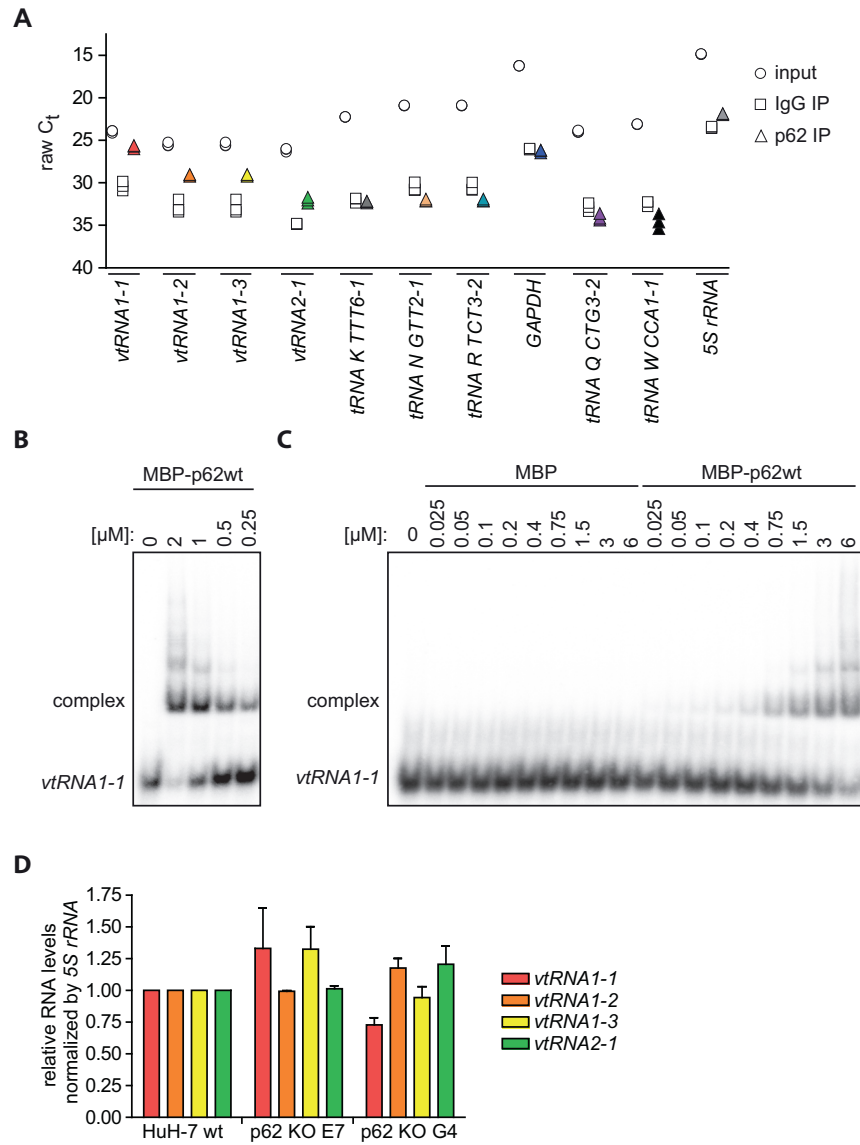 A
raw Ct
15
20
25
30
35
40
input
IgG IP
p62 IP
vtRNA1-1
vtRNA1-2
vtRNA1-3
vtRNA2-1
tRNA K TTT6-1
tRNA N GTT2-1
tRNA R TCT3-2
GAPDH
tRNA Q CTG3-2
tRNA W CCA1-1
5S rRNA
B
MBP-p62wt
[µM]: 0 2 1 0.5 0.25
complex
vtRNA1-1
C
MBP MBP-p62wt
[µM]: 0 0.025 0.05 0.1 0.2 0.4 0.75 1.5 3 6 0.025 0.05 0.1 0.2 0.4 0.75 1.5 3 6
complex
vtRNA1-1
D
relative RNA levels
normalized by 5S rRNA
1.75
1.50
1.25
1.00
0.75
0.50
0.25
0.00
HuH-7 wt p62 KO E7 p62 KO G4
vtRNA1-1
vtRNA1-2
vtRNA1-3
vtRNA2-1